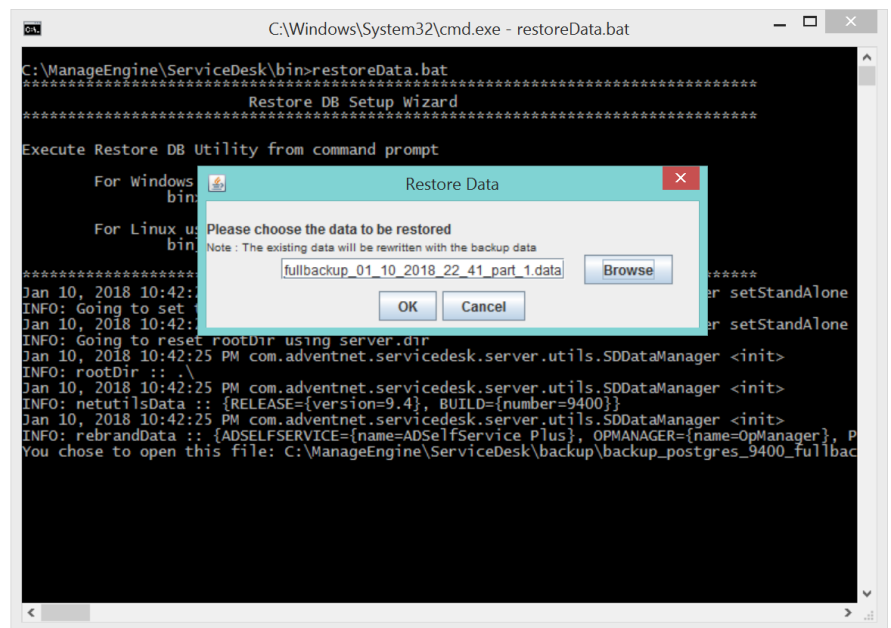 C:\Windows\System32\cmd.exe - restoreData.bat
C:\ManageEngine\ServiceDesk\bin>restoreData.bat
*********************************************************************************
Restore DB Setup Wizard
*********************************************************************************
Execute Restore DB Utility from command prompt
For Windows
bin
For Linux
bin
Restore Data
Please choose the data to be restored
Note : The existing data will be rewritten with the backup data
fullbackup_01_10_2018_22_41_part_1.data
Browse
OK
Cancel
Jan 10, 2018 10:42: er setStandAlone
INFO: Going to set
Jan 10, 2018 10:42: er setStandAlone
INFO: Going to reset rootDir using server.dir
Jan 10, 2018 10:42:25 PM com.adventnet.servicedesk.server.utils.SDDataManager <init>
INFO: rootDir :: .\
Jan 10, 2018 10:42:25 PM com.adventnet.servicedesk.server.utils.SDDataManager <init>
INFO: netutilsData :: {RELEASE={version=9.4}, BUILD={number=9400}}
Jan 10, 2018 10:42:25 PM com.adventnet.servicedesk.server.utils.SDDataManager <init>
INFO: rebrandData :: {ADSELFSERVICE={name=ADSelfService Plus}, OPMANAGER={name=OpManager}, P
You chose to open this file: C:\ManageEngine\ServiceDesk\backup\backup_postgres_9400_fullbac